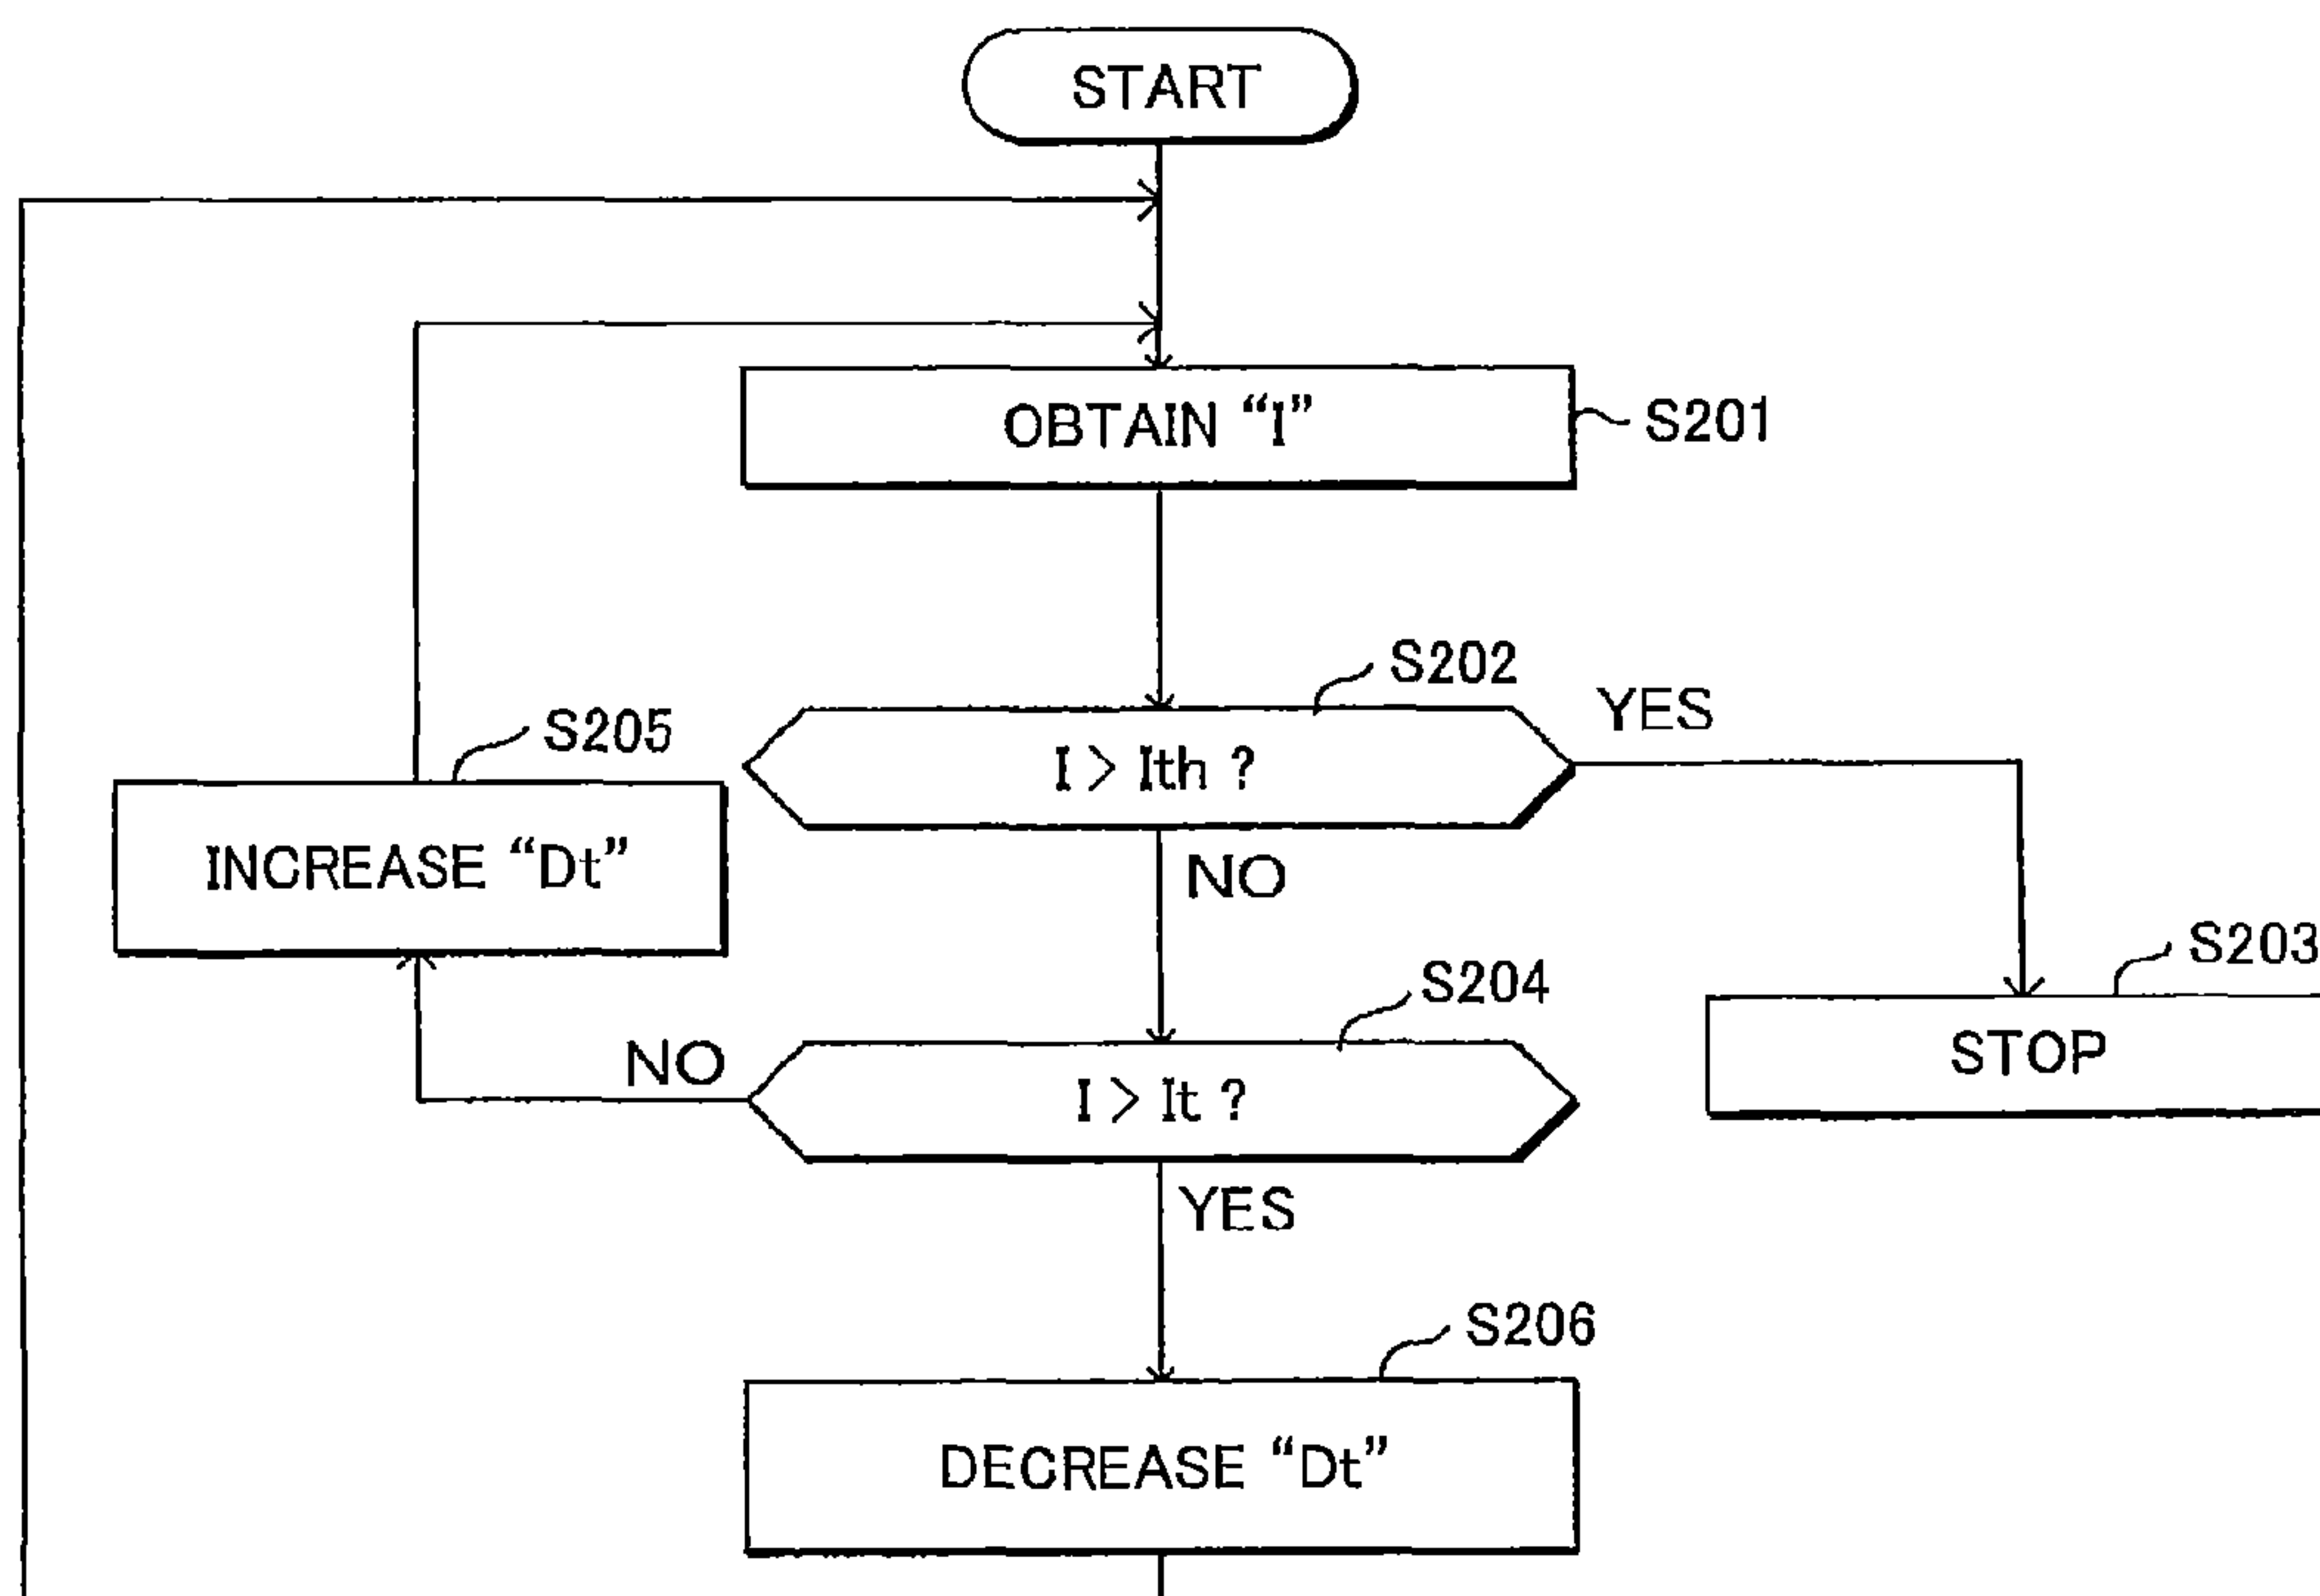 START
OBTAIN “I”
S201
S202
I > Ith ?
YES
NO
S205
INCREASE “Dt”
S203
STOP
S204
I > It ?
NO
YES
S206
DECREASE “Dt”